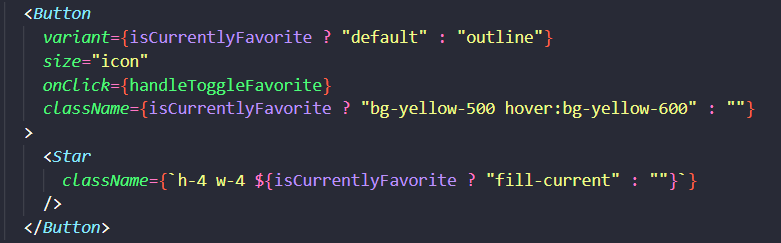 <Button
variant={isCurrentlyFavorite ? "default" : "outline"}
size="icon"
onClick={handleToggleFavorite}
className={isCurrentlyFavorite ? "bg-yellow-500 hover:bg-yellow-600" : ""}
>
<Star
className={`h-4 w-4 ${isCurrentlyFavorite ? "fill-current" : ""}`}
/>
</Button>